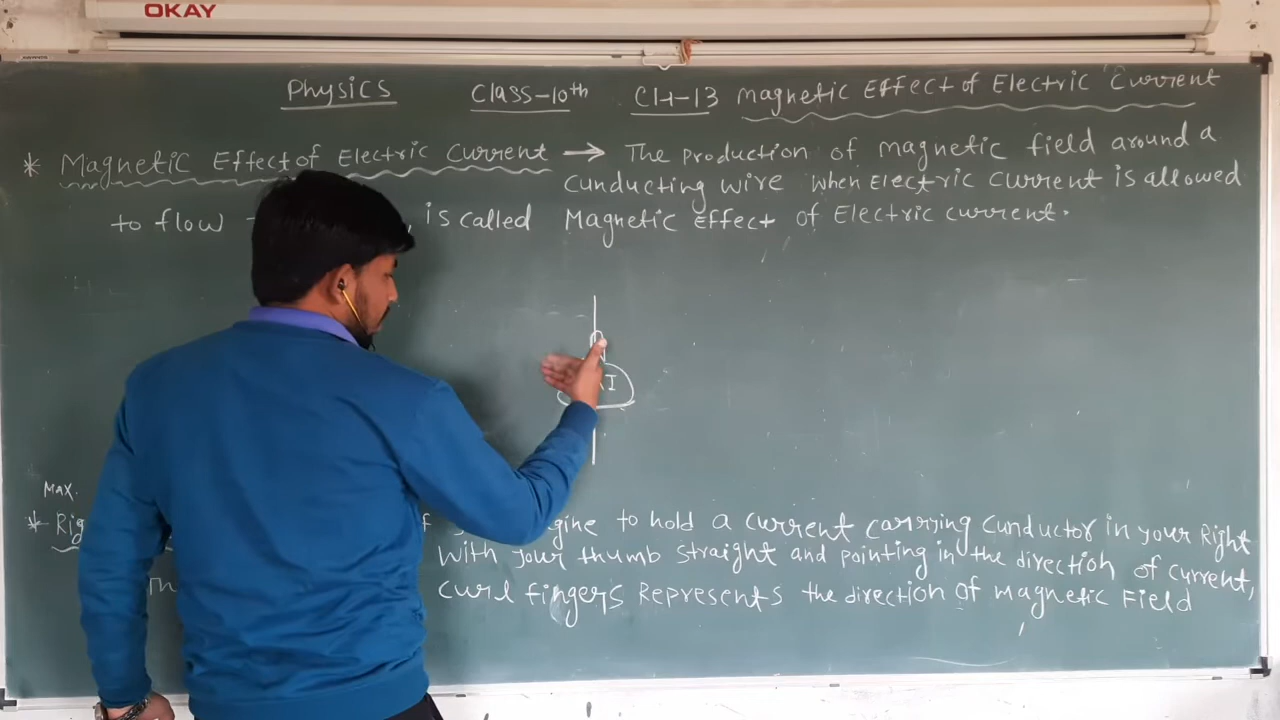 OKAY
Physics Class-10th CH-13 Magnetic Effect of Electric Current
* Magnetic Effect of Electric Current → The production of magnetic field around a
cunducting wire when Electric current is allowed
to flow , is called Magnetic Effect of Electric current.
I
MAX.
* Rig to hold a current carrying cunductor in your Right
with your thumb straight and pointing in the direction of current,
Th curl fingers Represents the direction of magnetic Field